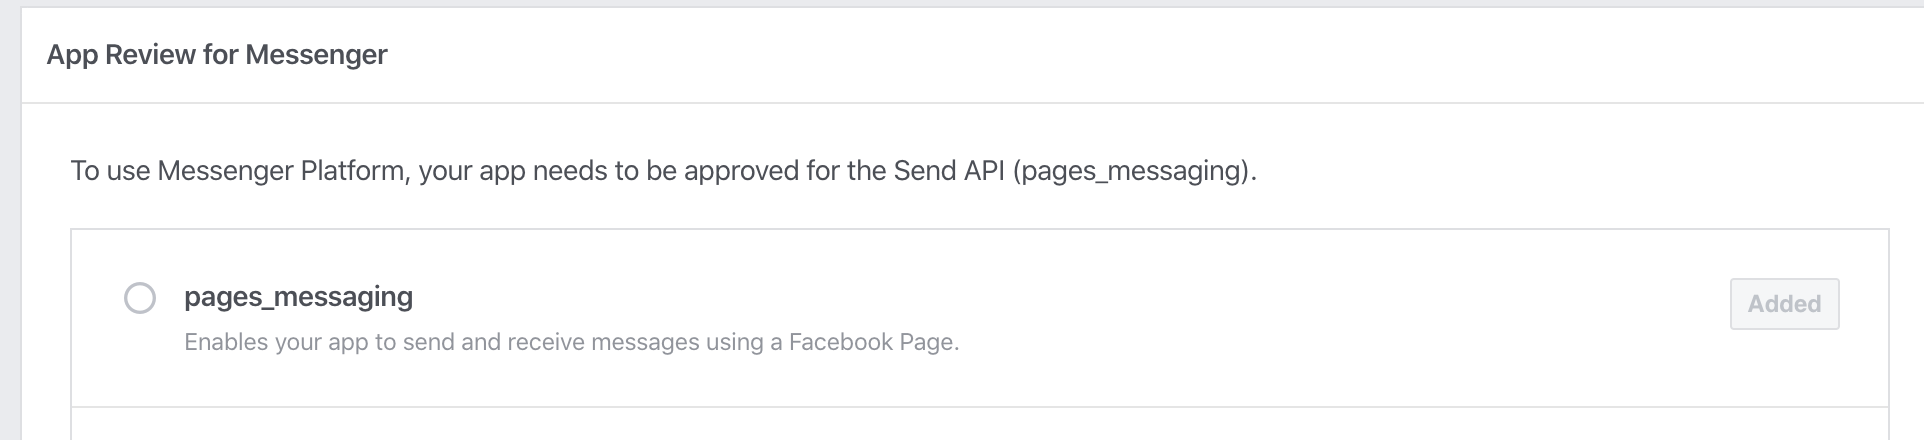 App Review for Messenger
To use Messenger Platform, your app needs to be approved for the Send API (pages_messaging).
pages_messaging
Added
Enables your app to send and receive messages using a Facebook Page.